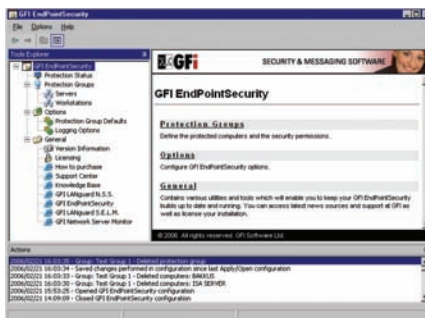 GFI EndPointSecurity
File Options Help
Tools Explorer
GFI EndPointSecurity
Protection Status
Protection Groups
Servers
Workstations
Options
Protection Group Defaults
Logging Options
General
Version Information
Licensing
How to purchase
Support Center
Knowledge Base
GFI LANguard N.S.S.
GFI EndPointSecurity
GFI LANguard S.E.L.M.
GFI Network Server Monitor
GFi
SECURITY & MESSAGING SOFTWARE
GFI EndPointSecurity
Protection Groups
Define the protected computers and the security permissions.
Options
Configure GFI EndPointSecurity options.
General
Contains various utilities and tools which will enable you to keep your GFI EndPointSecurity
builds up to date and running. You can access latest news sources and support at GFI as
well as licence your installation.
© 2006. All rights reserved. GFI Software Ltd.
Actions
2006/02/21 16:03:35 - Group: Test Group 1 - Deleted protection group
2006/02/21 16:03:34 - Saved changes performed in configuration since last Apply/Open configuration
2006/02/21 16:03:33 - Group: Test Group 1 - Deleted computers: BAKKUS
2006/02/21 16:03:30 - Group: Test Group 1 - Deleted computers: ISA SERVER
2006/02/21 15:53:25 - Opened GFI EndPointSecurity configuration
2006/02/21 14:09:09 - Closed GFI EndPointSecurity configuration